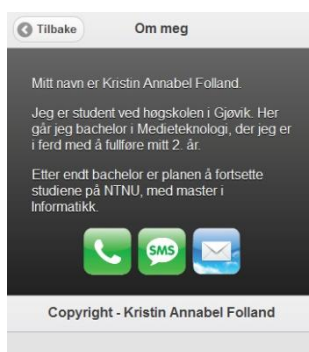 Tilbake
Om meg
Mitt navn er Kristin Annabel Folland.
Jeg er student ved høgskolen i Gjøvik. Her
går jeg bachelor i Medieteknologi, der jeg er
i ferd med å fullføre mitt 2. år.
Etter endt bachelor er planen å fortsette
studiene på NTNU, med master i
Informatikk.
SMS
Copyright - Kristin Annabel Folland